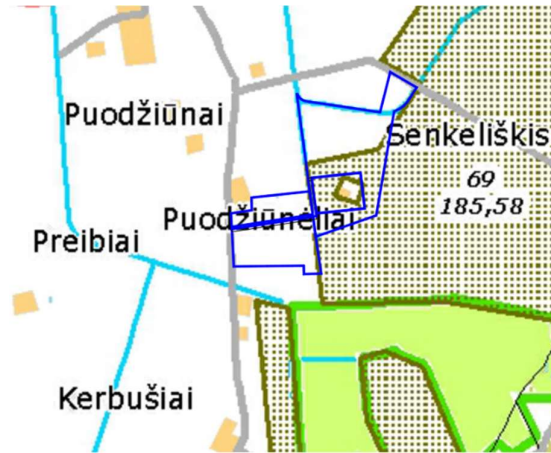 Puodžiūnai
Senkeliškis
69
185,58
Puodžiūnėliai
Preibiai
Kerbušiai